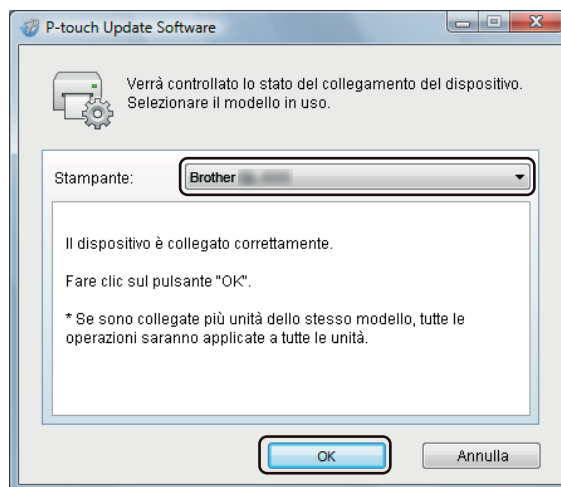 P-touch Update Software
Verrà controllato lo stato del collegamento del dispositivo.
Selezionare il modello in uso.
Stampante:
Brother
Il dispositivo è collegato correttamente.
Fare clic sul pulsante "OK".
* Se sono collegate più unità dello stesso modello, tutte le
operazioni saranno applicate a tutte le unità.
OK
Annulla